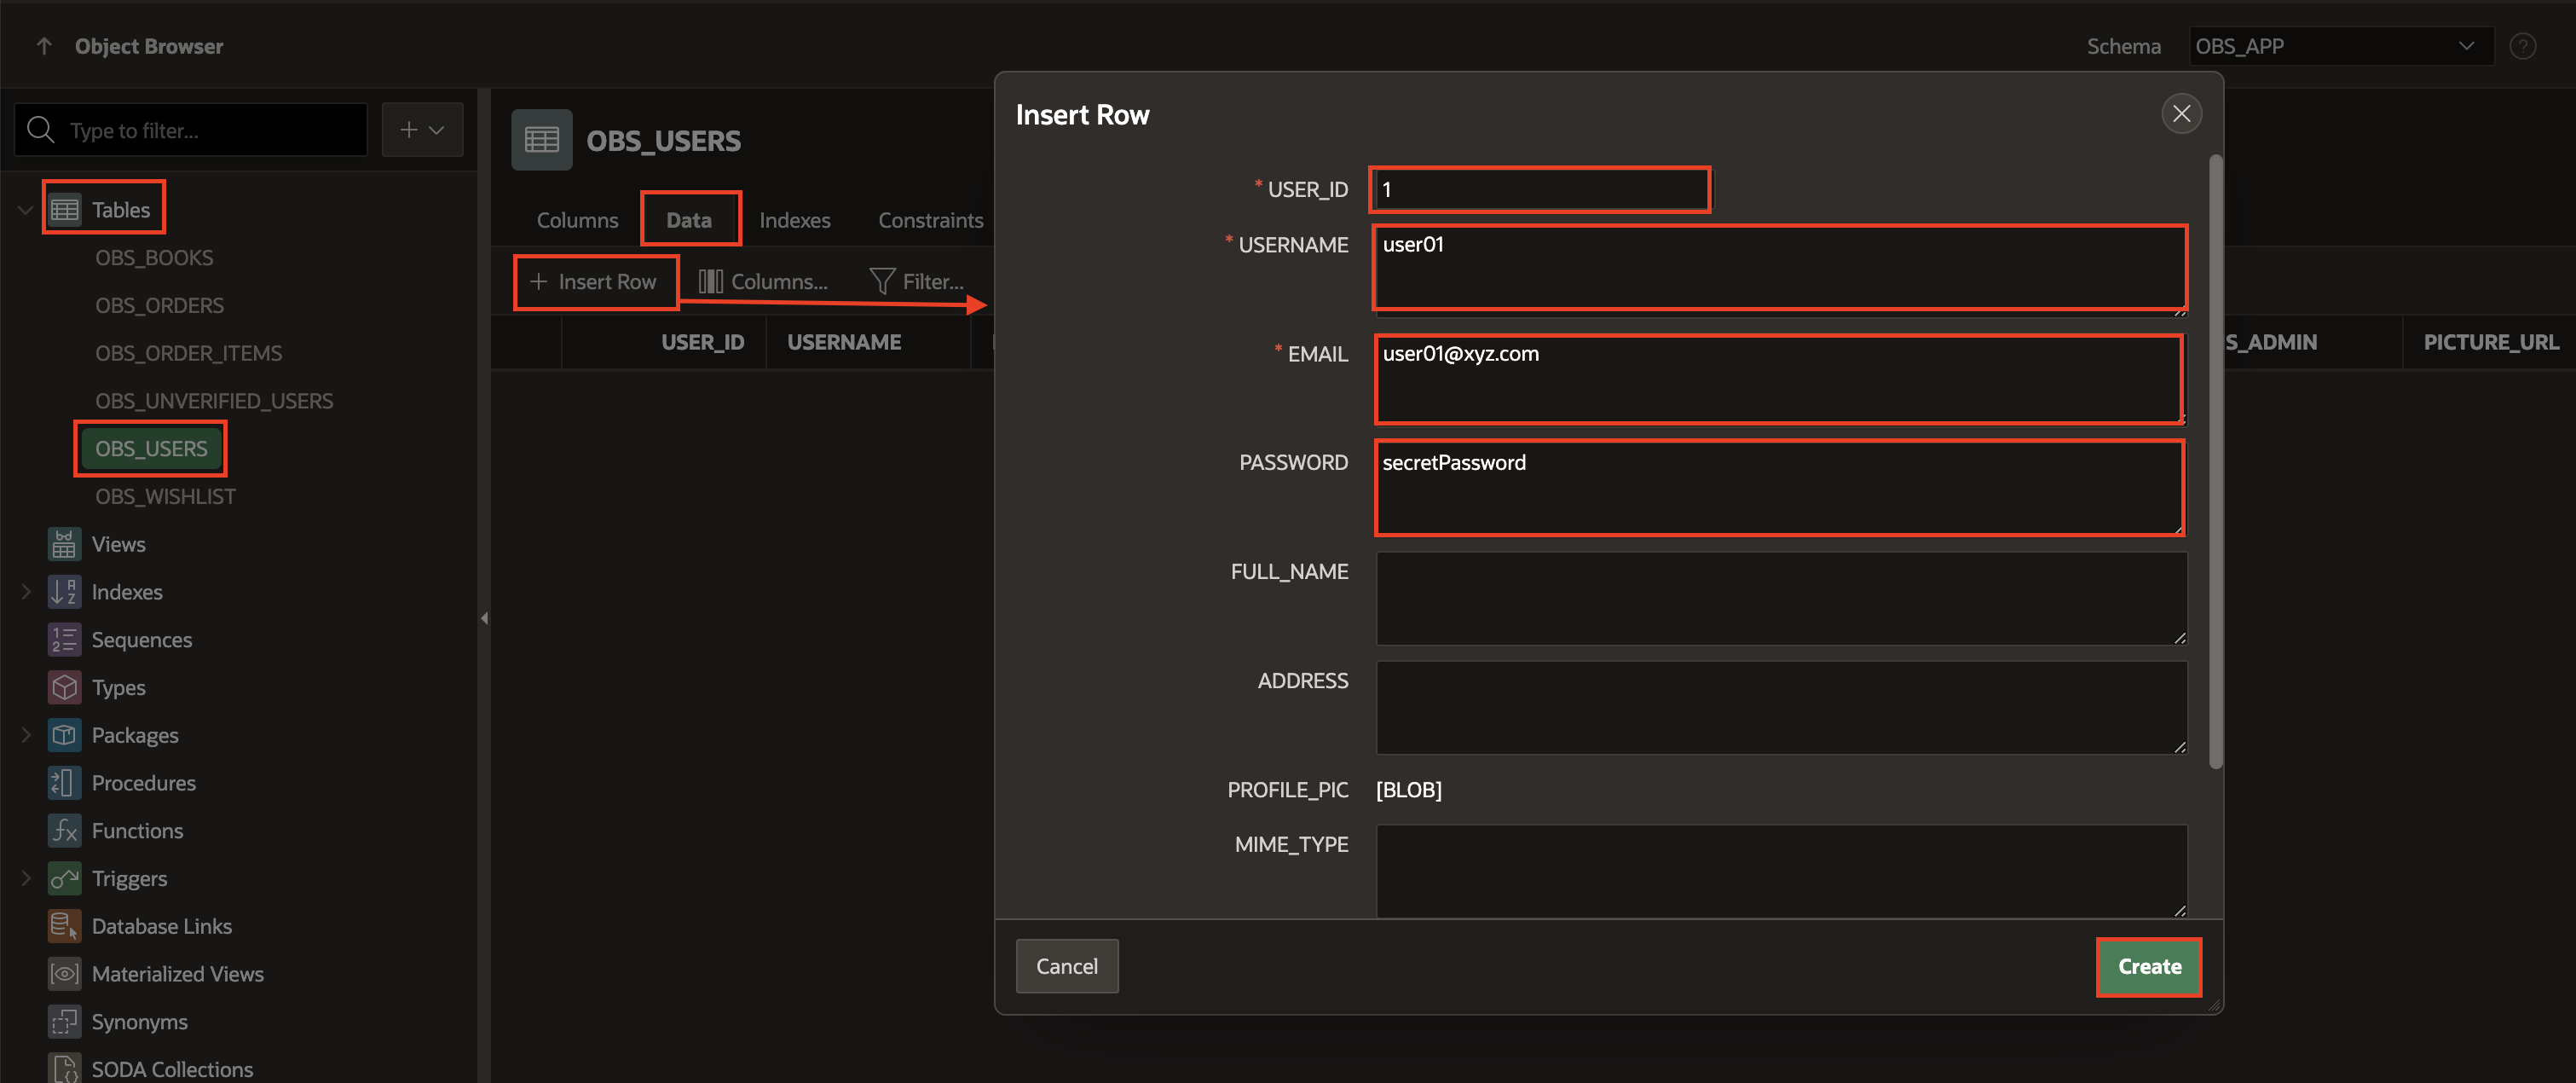 Object Browser
Schema
OBS_APP
?
Type to filter...
Tables
OBS_BOOKS
OBS_ORDERS
OBS_ORDER_ITEMS
OBS_UNVERIFIED_USERS
OBS_USERS
OBS_WISHLIST
Views
Indexes
Sequences
Types
Packages
Procedures
Functions
Triggers
Database Links
Materialized Views
Synonyms
SODA Collections
OBS_USERS
Columns
Data
Indexes
Constraints
+ Insert Row
Columns...
Filter...
USER_ID
USERNAME
S_ADMIN
PICTURE_URL
Insert Row
* USER_ID
1
* USERNAME
user01
* EMAIL
user01@xyz.com
PASSWORD
secretPassword
FULL_NAME
ADDRESS
PROFILE_PIC
[BLOB]
MIME_TYPE
Cancel
Create